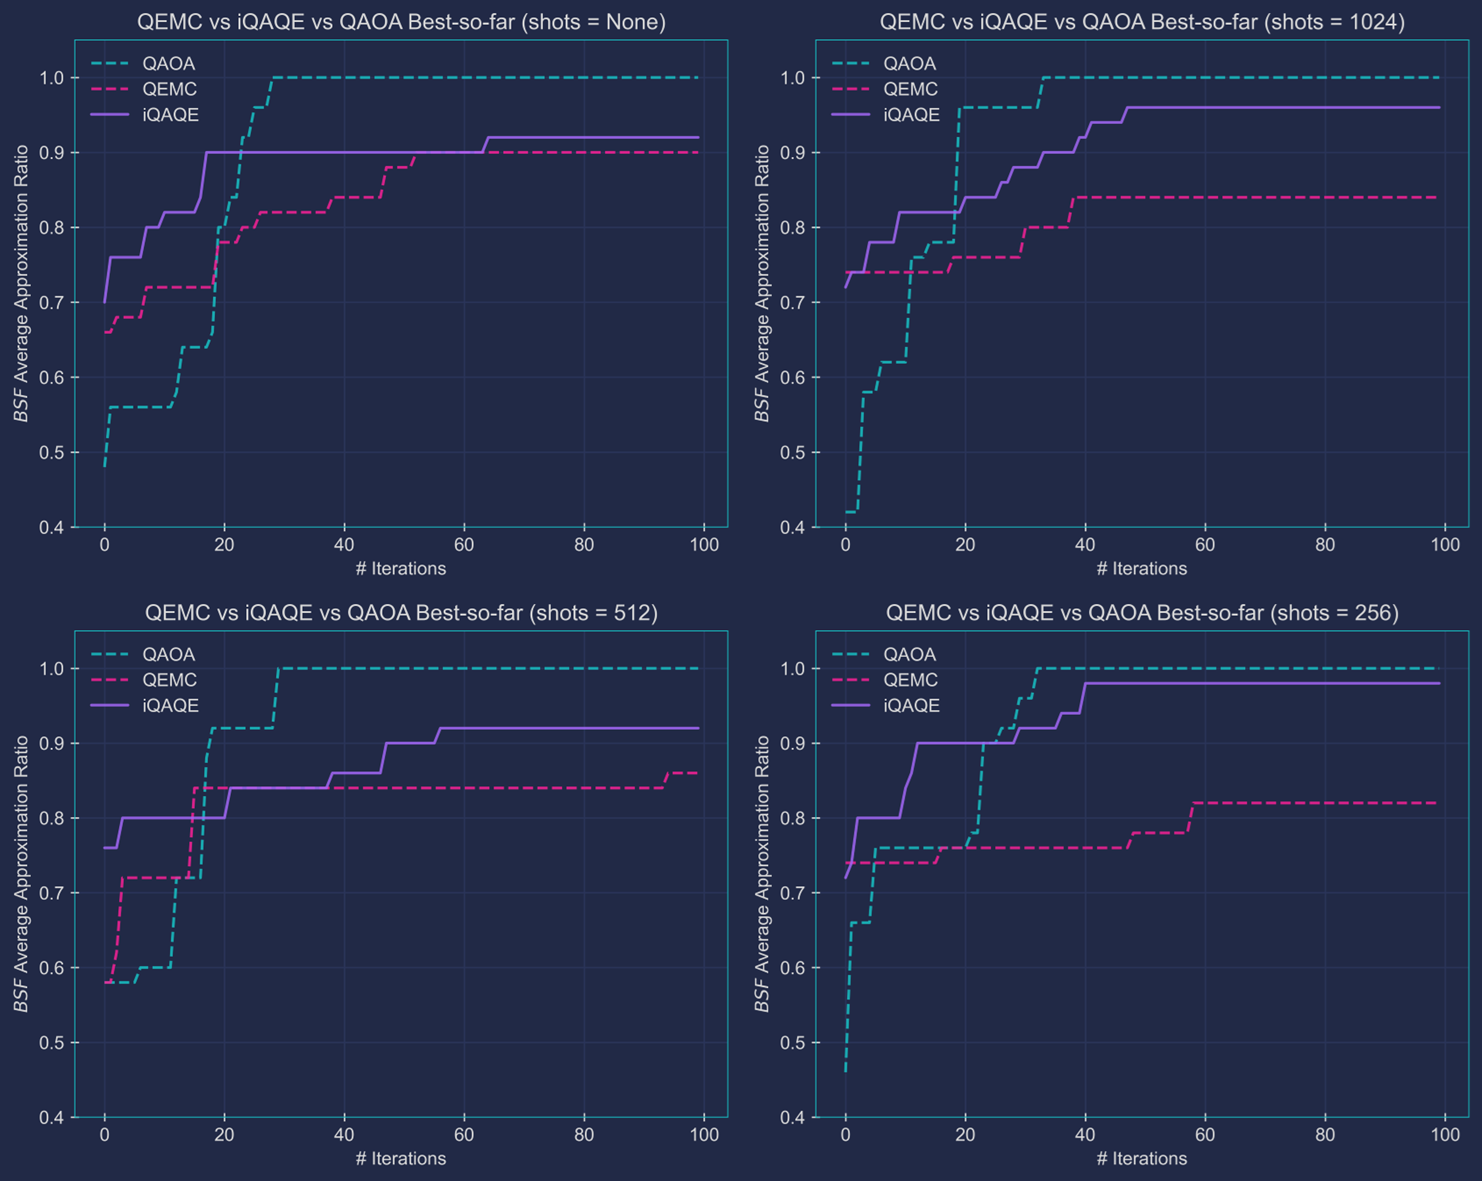 QEMC vs iQAQE vs QAOA Best-so-far (shots = None)
QAOA
QEMC
iQAQE
BSF Average Approximation Ratio
1.0
0.9
0.8
0.7
0.6
0.5
0.4
0 20 40 60 80 100
# Iterations
QEMC vs iQAQE vs QAOA Best-so-far (shots = 1024)
QAOA
QEMC
iQAQE
BSF Average Approximation Ratio
1.0
0.9
0.8
0.7
0.6
0.5
0.4
0 20 40 60 80 100
# Iterations
QEMC vs iQAQE vs QAOA Best-so-far (shots = 512)
QAOA
QEMC
iQAQE
BSF Average Approximation Ratio
1.0
0.9
0.8
0.7
0.6
0.5
0.4
0 20 40 60 80 100
# Iterations
QEMC vs iQAQE vs QAOA Best-so-far (shots = 256)
QAOA
QEMC
iQAQE
BSF Average Approximation Ratio
1.0
0.9
0.8
0.7
0.6
0.5
0.4
0 20 40 60 80 100
# Iterations